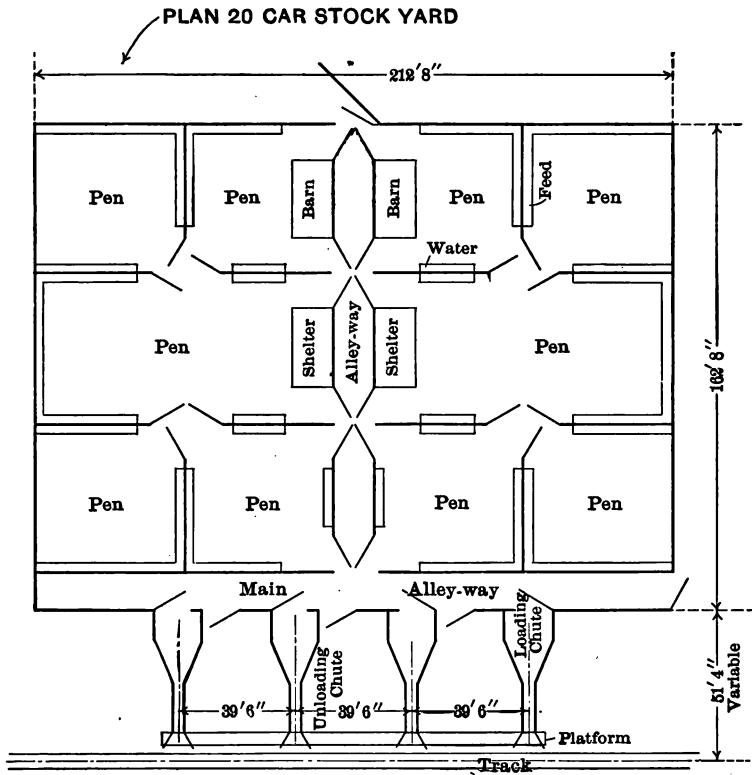 PLAN 20 CAR STOCK YARD
212'8"
Pen
Pen
Barn
Barn
Pen
Feed
Pen
Water
Pen
Shelter
Alley-way
Shelter
Pen
162'8"
Pen
Pen
Pen
Pen
Main Alley-way
Loading
Chute
Unloading
Chute
39'6"
39'6"
39'6"
51'4"
Variable
Platform
Track